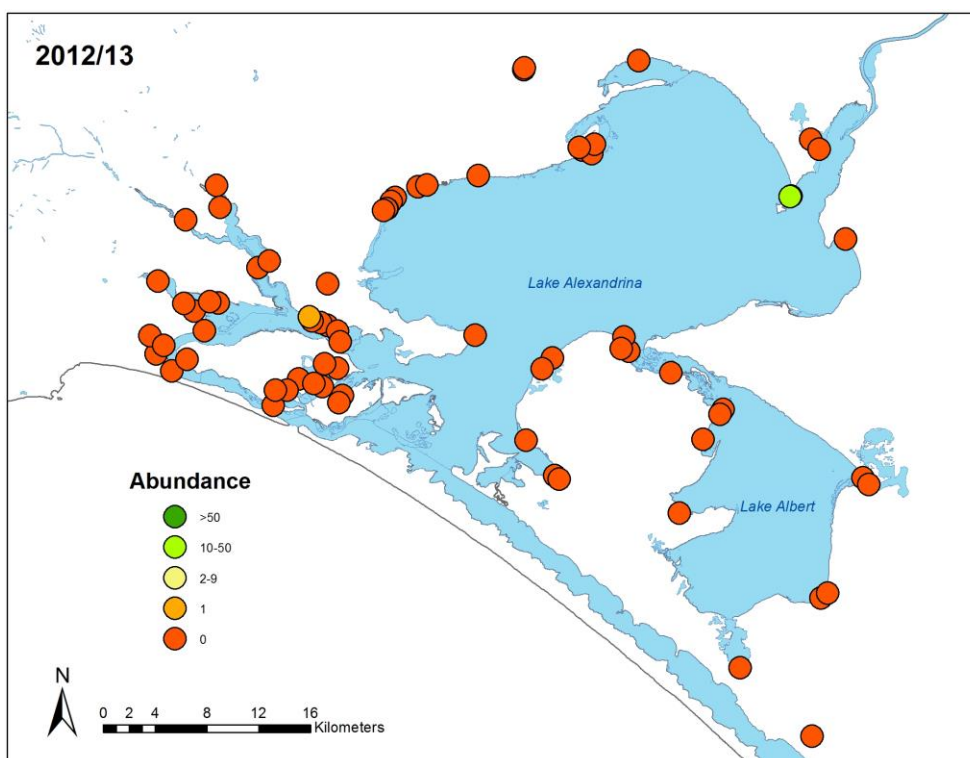 2012/13
Lake Alexandrina
Abundance
>50
10-50
2-9
1
0
Lake Albert
N
0 2 4 8 12 16
Kilometers